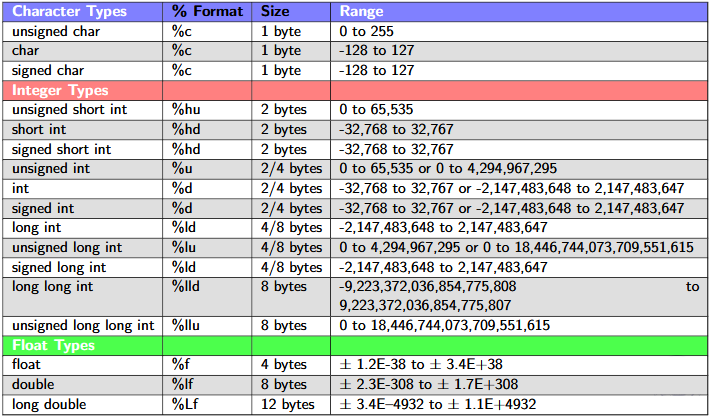 Character Types % Format Size Range
unsigned char %c 1 byte 0 to 255
char %c 1 byte -128 to 127
signed char %c 1 byte -128 to 127
Integer Types
unsigned short int %hu 2 bytes 0 to 65,535
short int %hd 2 bytes -32,768 to 32,767
signed short int %hd 2 bytes -32,768 to 32,767
unsigned int %u 2/4 bytes 0 to 65,535 or 0 to 4,294,967,295
int %d 2/4 bytes -32,768 to 32,767 or -2,147,483,648 to 2,147,483,647
signed int %d 2/4 bytes -32,768 to 32,767 or -2,147,483,648 to 2,147,483,647
long int %ld 4/8 bytes -2,147,483,648 to 2,147,483,647
unsigned long int %lu 4/8 bytes 0 to 4,294,967,295 or 0 to 18,446,744,073,709,551,615
signed long int %ld 4/8 bytes -2,147,483,648 to 2,147,483,647
long long int %lld 8 bytes -9,223,372,036,854,775,808 to
9,223,372,036,854,775,807
unsigned long long int %llu 8 bytes 0 to 18,446,744,073,709,551,615
Float Types
float %f 4 bytes ± 1.2E-38 to ± 3.4E+38
double %lf 8 bytes ± 2.3E-308 to ± 1.7E+308
long double %Lf 12 bytes ± 3.4E–4932 to ± 1.1E+4932